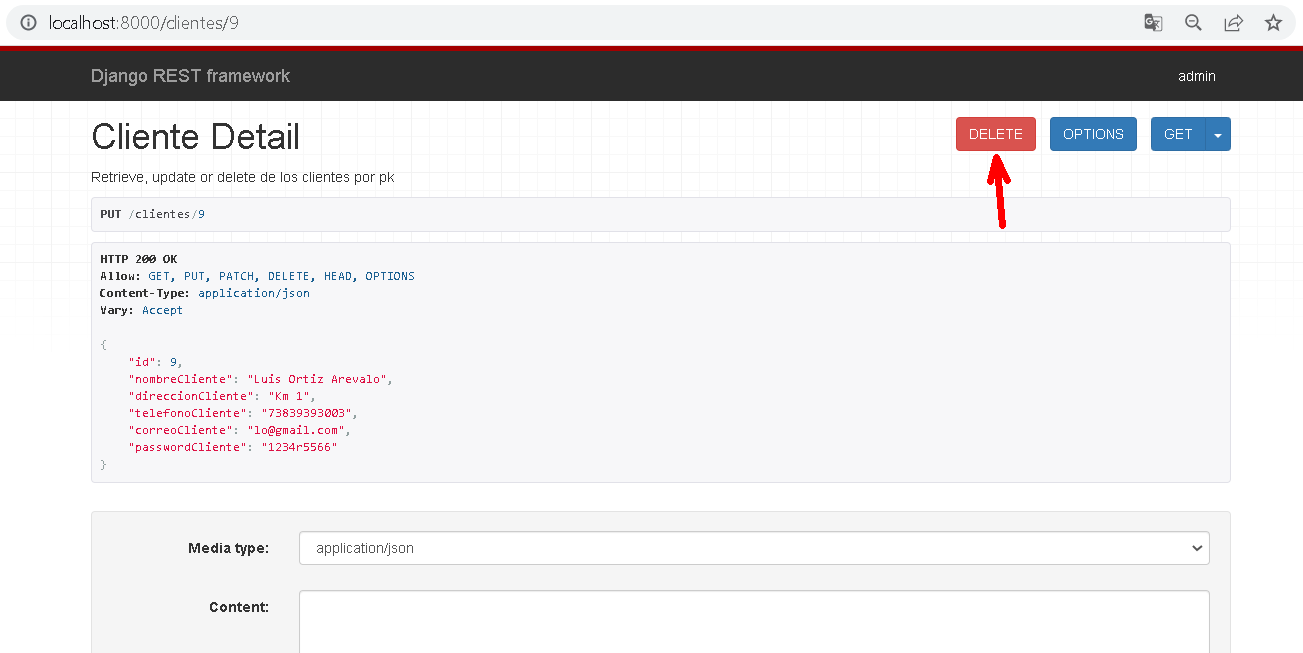 localhost:8000/clientes/9
Django REST framework
admin
Cliente Detail
DELETE
OPTIONS
GET
Retrieve, update or delete de los clientes por pk
PUT /clientes/9
HTTP 200 OK
Allow: GET, PUT, PATCH, DELETE, HEAD, OPTIONS
Content-Type: application/json
Vary: Accept
{
"id": 9,
"nombreCliente": "Luis Ortiz Arevalo",
"direccionCliente": "Km 1",
"telefonoCliente": "73839393003",
"correoCliente": "lo@gmail.com",
"passwordCliente": "1234r5566"
}
Media type:
application/json
Content: